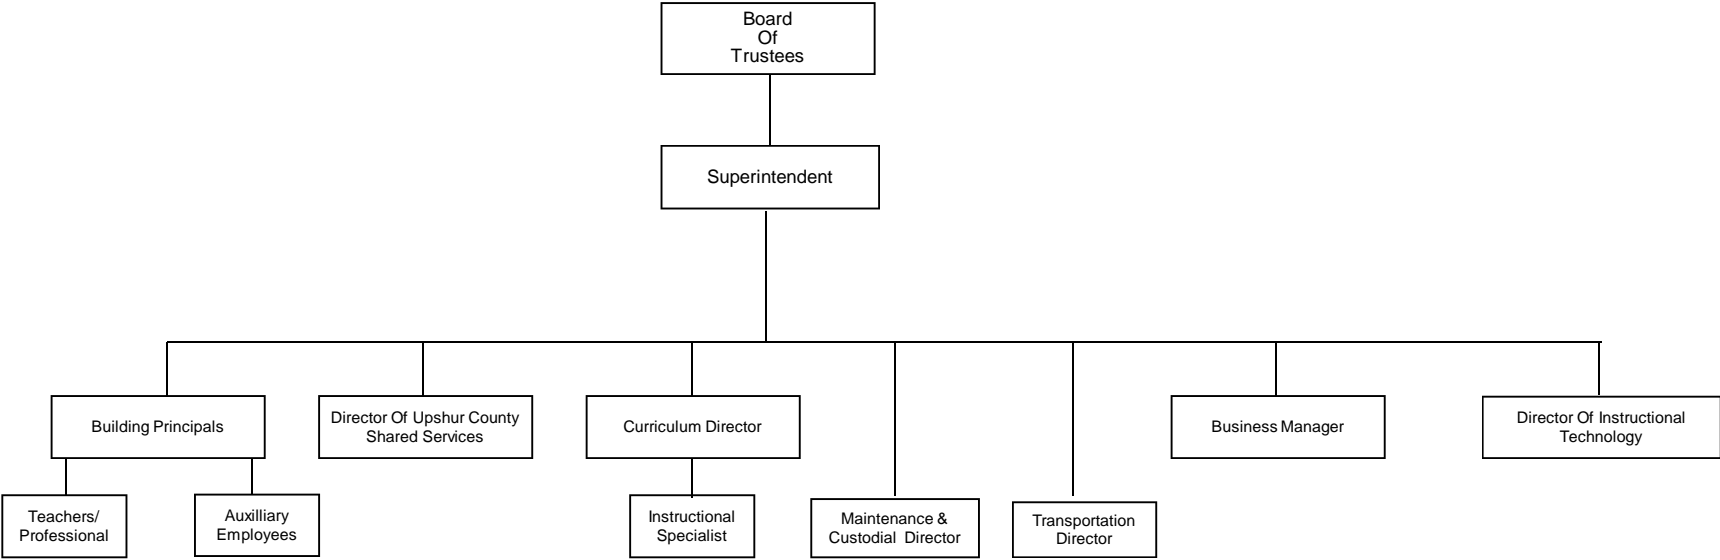 Board
Of
Trustees
Superintendent
Building Principals
Director Of Upshur County
Shared Services
Curriculum Director
Business Manager
Director Of Instructional
Technology
Teachers/
Professional
Auxilliary
Employees
Instructional
Specialist
Maintenance &
Custodial Director
Transportation
Director